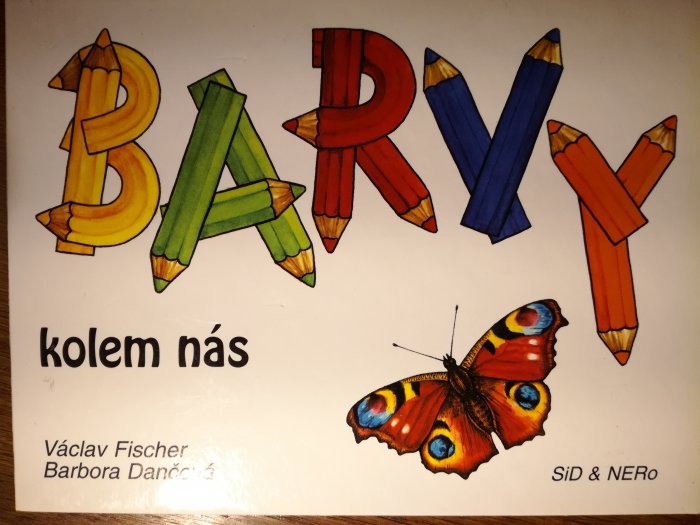 BARVY
kolem nás
Václav Fischer
Barbora Dančová
SiD & NERo